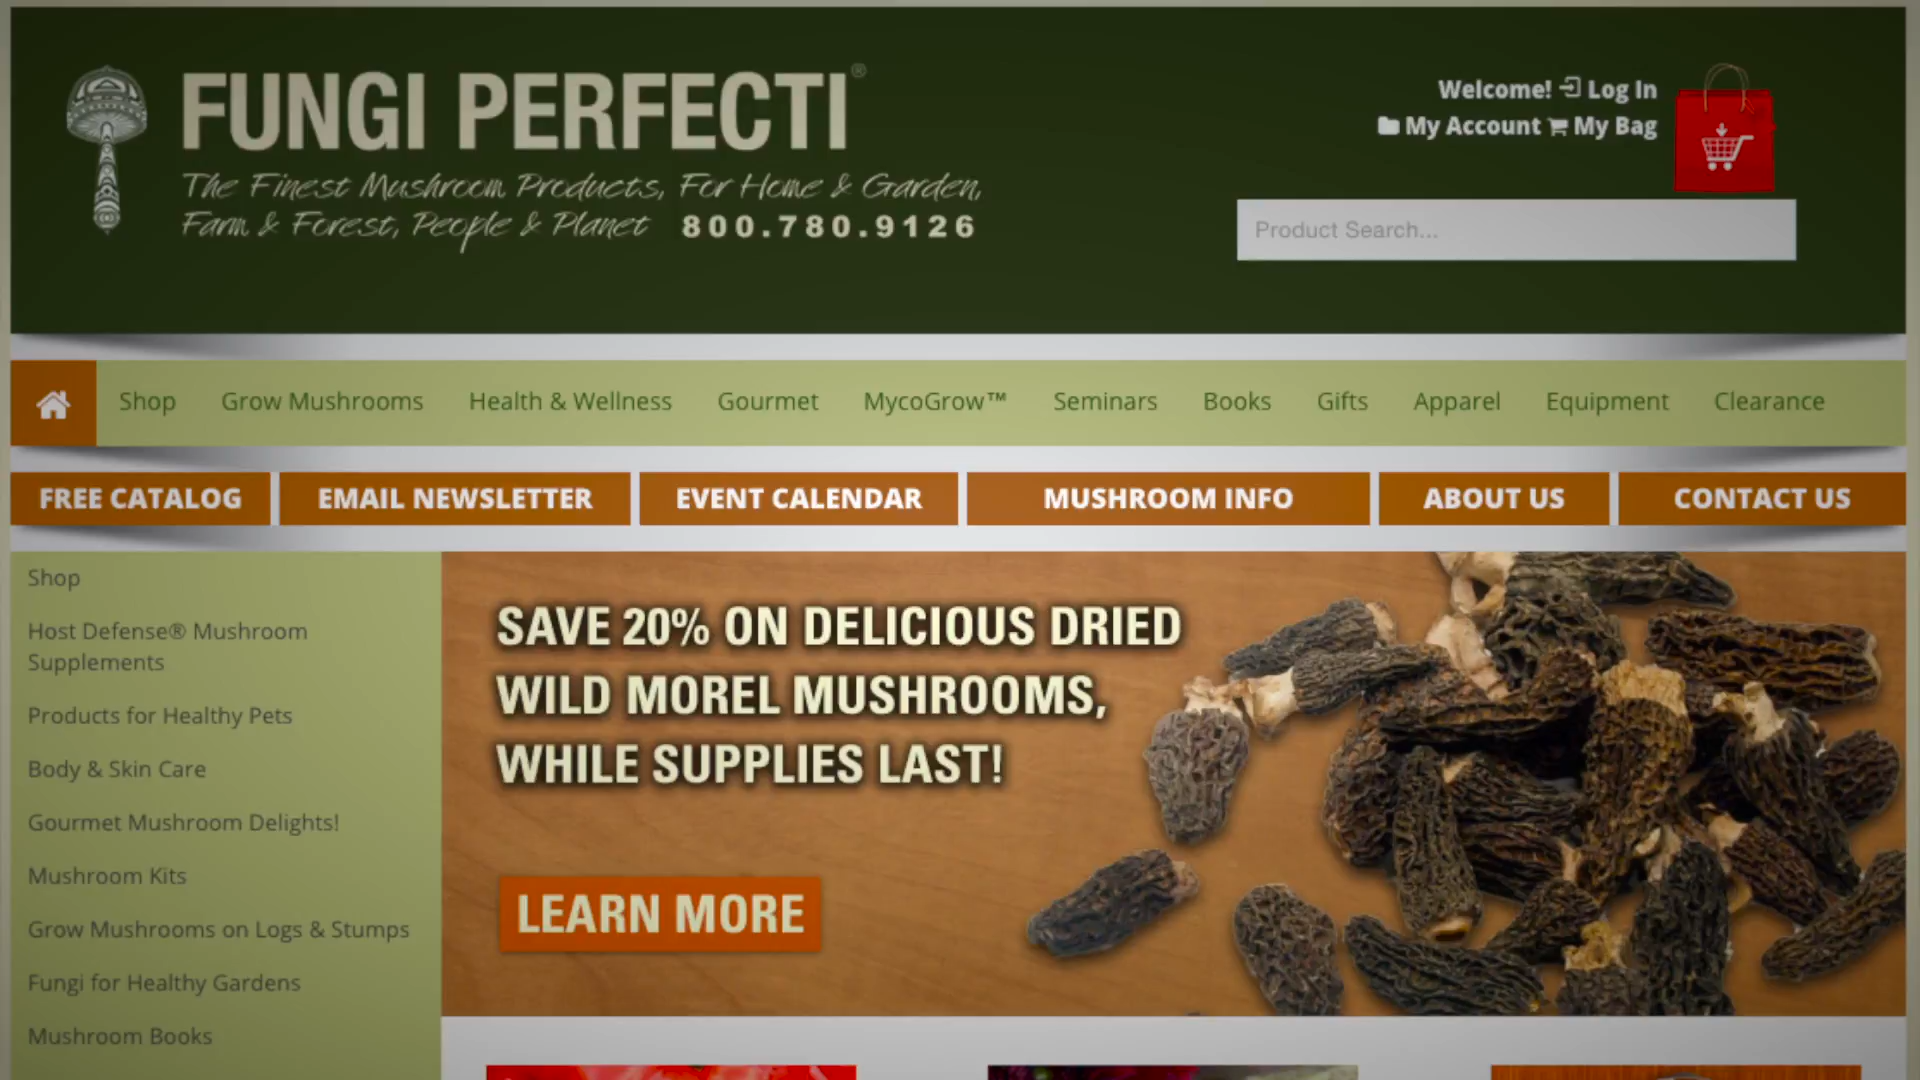 FUNGI PERFECTI®
The Finest Mushroom Products, For Home & Garden,
Farm & Forest, People & Planet 800.780.9126
Welcome! Log In
My Account My Bag
Product Search...
Shop Grow Mushrooms Health & Wellness Gourmet MycoGrow™ Seminars Books Gifts Apparel Equipment Clearance
FREE CATALOG EMAIL NEWSLETTER EVENT CALENDAR MUSHROOM INFO ABOUT US CONTACT US
Shop
Host Defense® Mushroom
Supplements
Products for Healthy Pets
Body & Skin Care
Gourmet Mushroom Delights!
Mushroom Kits
Grow Mushrooms on Logs & Stumps
Fungi for Healthy Gardens
Mushroom Books
SAVE 20% ON DELICIOUS DRIED
WILD MOREL MUSHROOMS,
WHILE SUPPLIES LAST!
LEARN MORE